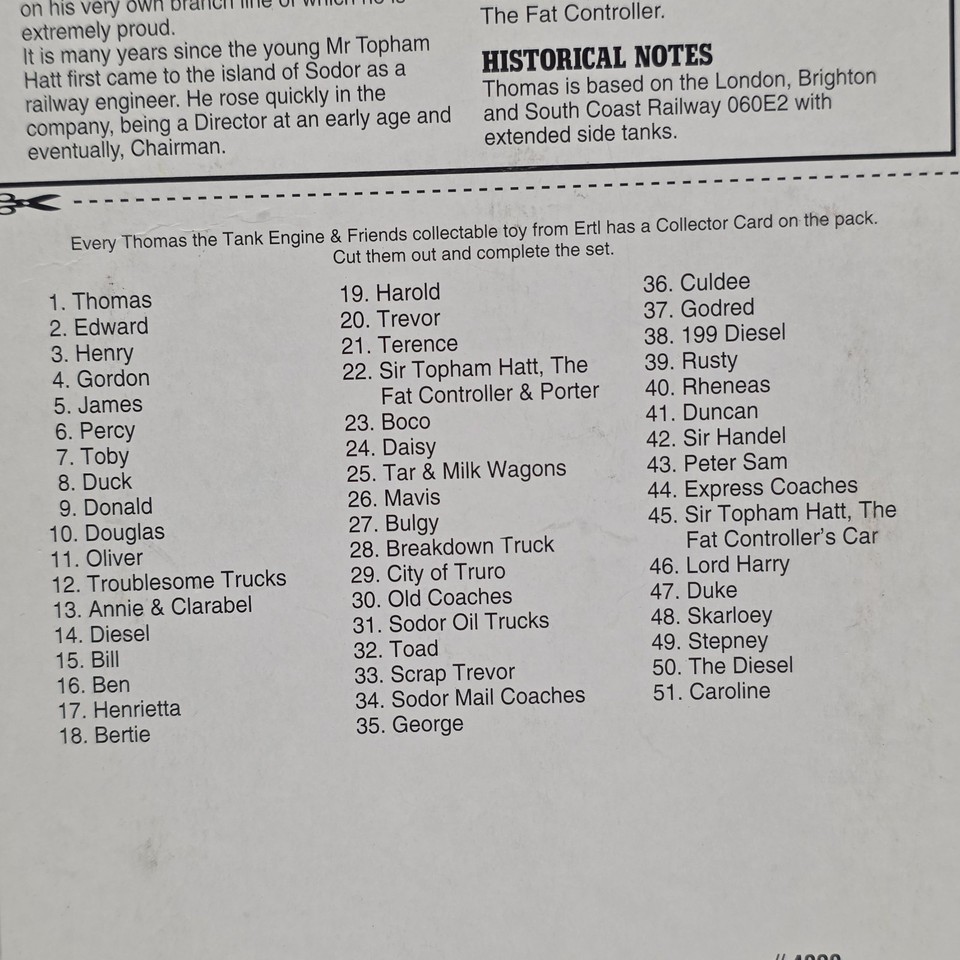 on his very own branch line of which he is
extremely proud.
It is many years since the young Mr Topham
Hatt first came to the island of Sodor as a
railway engineer. He rose quickly in the
company, being a Director at an early age and
eventually, Chairman.
The Fat Controller.
HISTORICAL NOTES
Thomas is based on the London, Brighton
and South Coast Railway 060E2 with
extended side tanks.
Every Thomas the Tank Engine & Friends collectable toy from Ertl has a Collector Card on the pack.
Cut them out and complete the set.
1. Thomas
2. Edward
3. Henry
4. Gordon
5. James
6. Percy
7. Toby
8. Duck
9. Donald
10. Douglas
11. Oliver
12. Troublesome Trucks
13. Annie & Clarabel
14. Diesel
15. Bill
16. Ben
17. Henrietta
18. Bertie
19. Harold
20. Trevor
21. Terence
22. Sir Topham Hatt, The
Fat Controller & Porter
23. Boco
24. Daisy
25. Tar & Milk Wagons
26. Mavis
27. Bulgy
28. Breakdown Truck
29. City of Truro
30. Old Coaches
31. Sodor Oil Trucks
32. Toad
33. Scrap Trevor
34. Sodor Mail Coaches
35. George
36. Culdee
37. Godred
38. 199 Diesel
39. Rusty
40. Rheneas
41. Duncan
42. Sir Handel
43. Peter Sam
44. Express Coaches
45. Sir Topham Hatt, The
Fat Controller's Car
46. Lord Harry
47. Duke
48. Skarloey
49. Stepney
50. The Diesel
51. Caroline